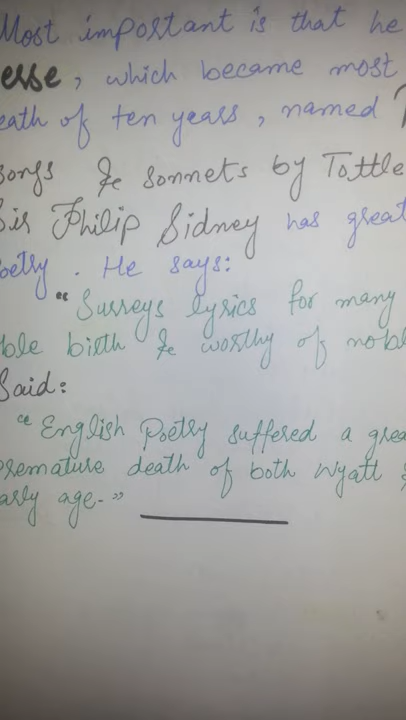 Most important is that he
esse, which became most
eath of ten years, named
songs & sonnets by Tottle
Sir Philip Sidney has great
oetry. He says:
"Surreys lyrics for many
ble birth & worthy of nobl
Said:
"English Poetry suffered a grea
premature death of both Wyatt &
arly age-"